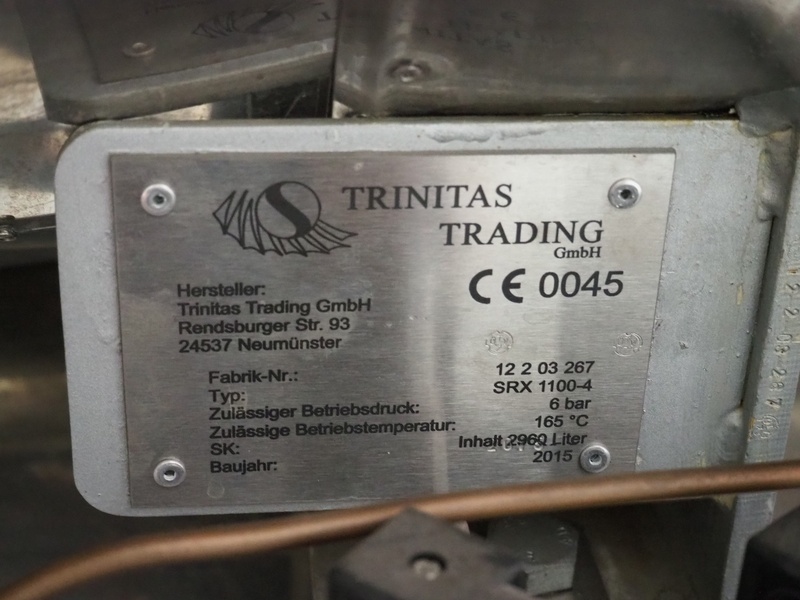 TRINITAS
TRADING
GmbH
CE 0045
Hersteller:
Trinitas Trading GmbH
Rendsburger Str. 93
24537 Neumünster
Fabrik-Nr.: 12 2 03 267
Typ: SRX 1100-4
Zulässiger Betriebsdruck: 6 bar
Zulässige Betriebstemperatur: 165 °C
SK: Inhalt 2960 Liter
Baujahr: 2015